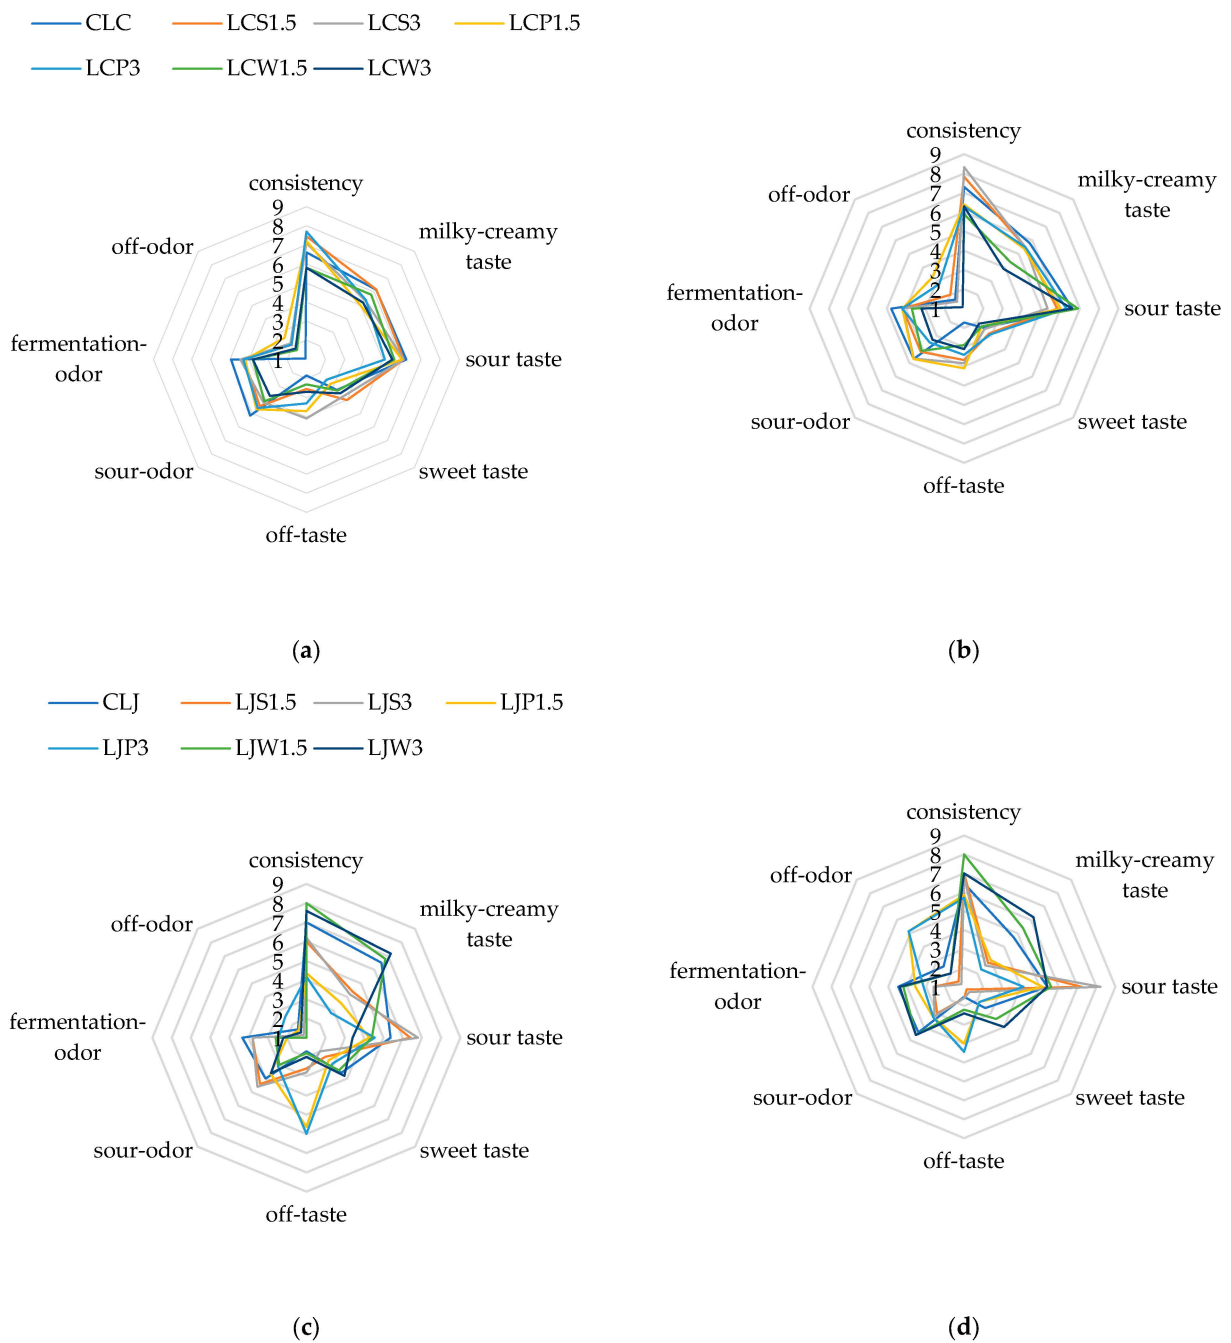 CLC LCS1.5 LCS3 LCP1.5
LCP3 LCW1.5 LCW3
consistency
9
8
7
6
5
4
3
2
1
milky-creamy
taste
off-odor
fermentation-
odor
sour taste
sour-odor
sweet taste
off-taste
(a)
consistency
9
8
7
6
5
4
3
2
1
milky-creamy
taste
off-odor
fermentation-
odor
sour taste
sour-odor
sweet taste
off-taste
(b)
CLJ LJS1.5 LJS3 LJP1.5
LJP3 LJW1.5 LJW3
consistency
9
8
7
6
5
4
3
2
1
milky-creamy
taste
off-odor
fermentation-
odor
sour taste
sour-odor
sweet taste
off-taste
(c)
consistency
9
8
7
6
5
4
3
2
1
milky-creamy
taste
off-odor
fermentation-
odor
sour taste
sour-odor
sweet taste
off-taste
(d)